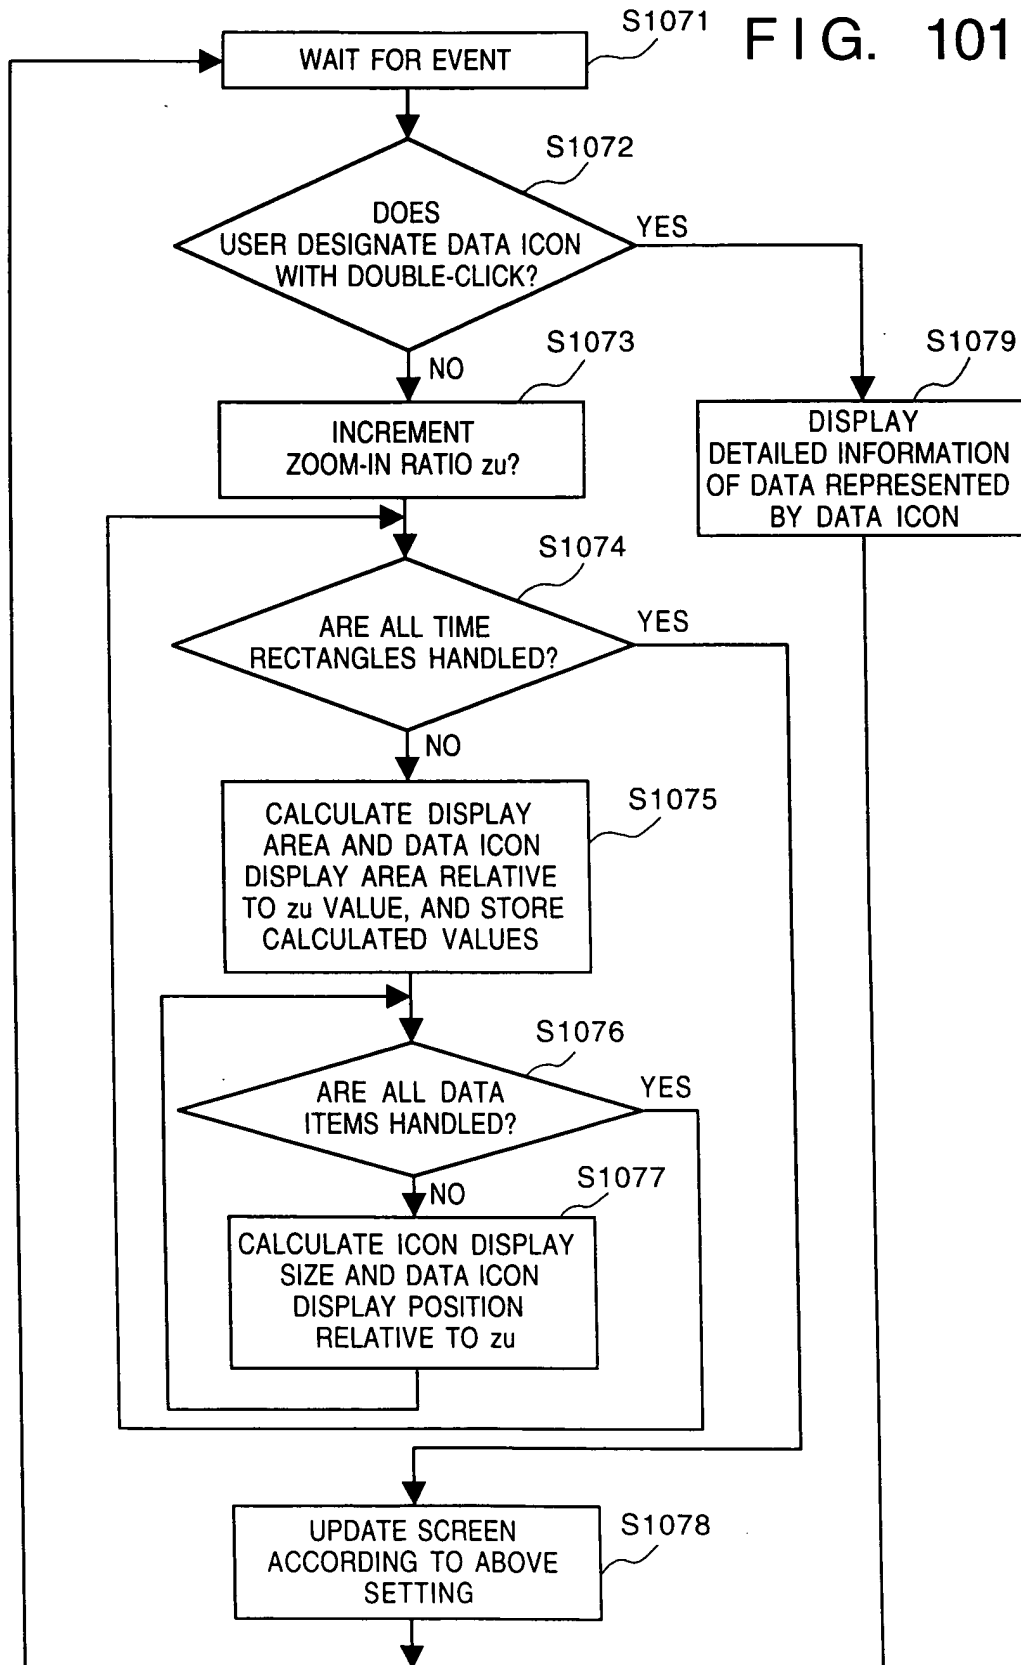 FIG. 101
S1071
WAIT FOR EVENT
S1072
DOES
USER DESIGNATE DATA ICON
WITH DOUBLE-CLICK?
YES
NO
S1073
INCREMENT
ZOOM-IN RATIO zu?
S1079
DISPLAY
DETAILED INFORMATION
OF DATA REPRESENTED
BY DATA ICON
S1074
ARE ALL TIME
RECTANGLES HANDLED?
YES
NO
S1075
CALCULATE DISPLAY
AREA AND DATA ICON
DISPLAY AREA RELATIVE
TO zu VALUE, AND STORE
CALCULATED VALUES
S1076
ARE ALL DATA
ITEMS HANDLED?
YES
NO
S1077
CALCULATE ICON DISPLAY
SIZE AND DATA ICON
DISPLAY POSITION
RELATIVE TO zu
S1078
UPDATE SCREEN
ACCORDING TO ABOVE
SETTING